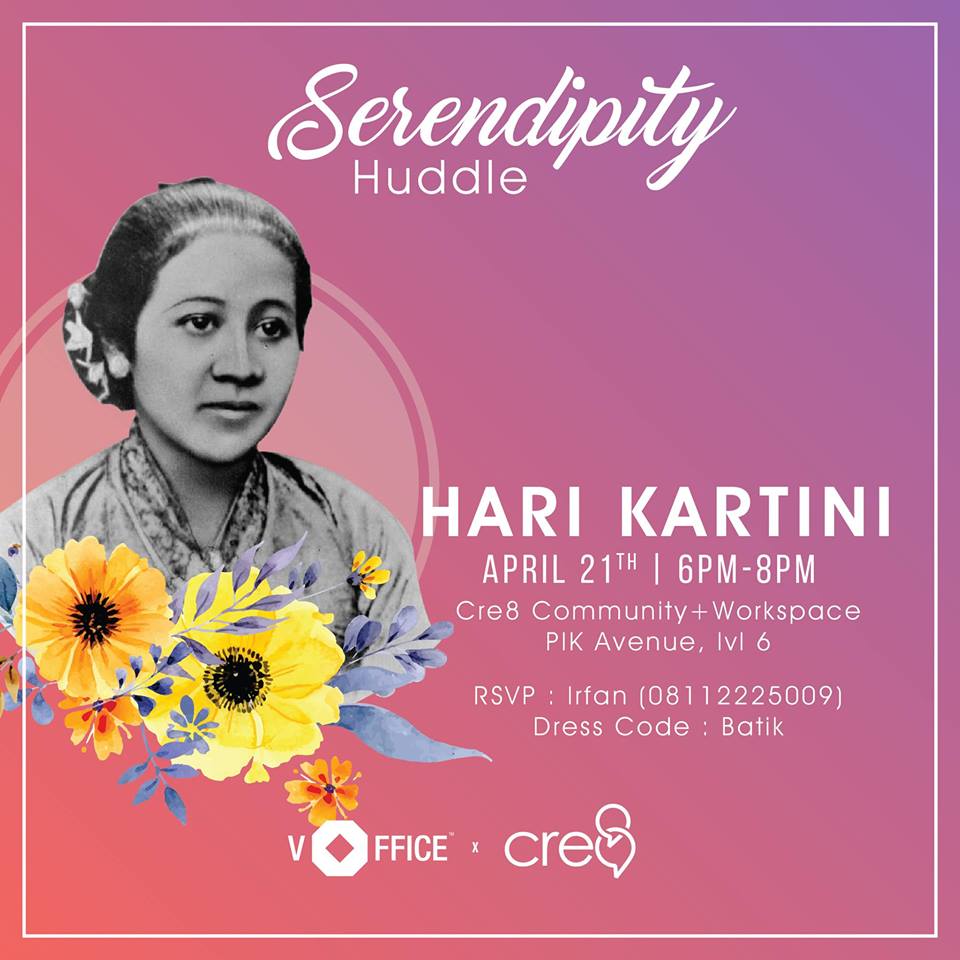 Serendipity
Huddle
HARI KARTINI
APRIL 21TH | 6PM-8PM
Cre8 Community+Workspace
PIK Avenue, lvl 6
RSVP : Irfan (08112225009)
Dress Code : Batik
VOFFICE™ x cre8